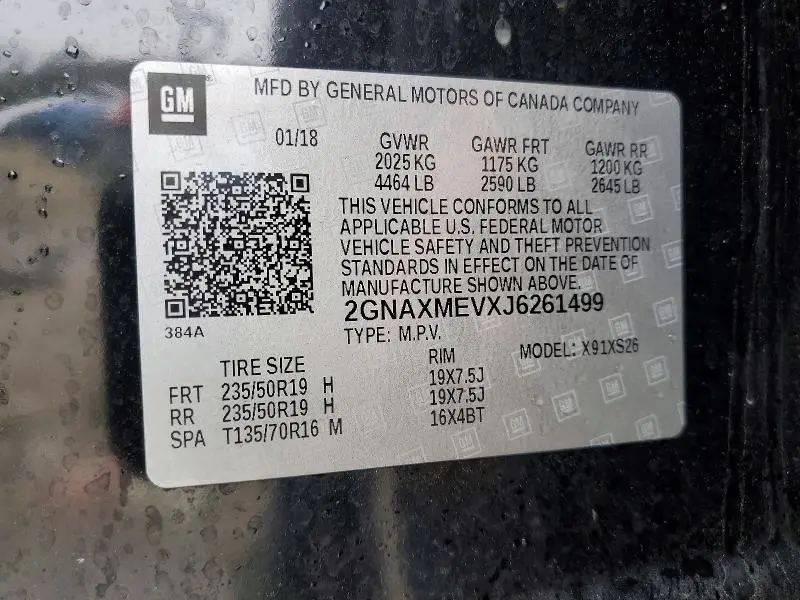 GM
MFD BY GENERAL MOTORS OF CANADA COMPANY
01/18 GVWR GAWR FRT GAWR RR
2025 KG 1175 KG 1200 KG
4464 LB 2590 LB 2645 LB
THIS VEHICLE CONFORMS TO ALL
APPLICABLE U.S. FEDERAL MOTOR
VEHICLE SAFETY AND THEFT PREVENTION
STANDARDS IN EFFECT ON THE DATE OF
MANUFACTURE SHOWN ABOVE.
2GNAXMEVXJ6261499
384A
TYPE: M.P.V. MODEL: X91XS26
TIRE SIZE RIM
FRT 235/50R19 H 19X7.5J
RR 235/50R19 H 19X7.5J
SPA T135/70R16 M 16X4BT